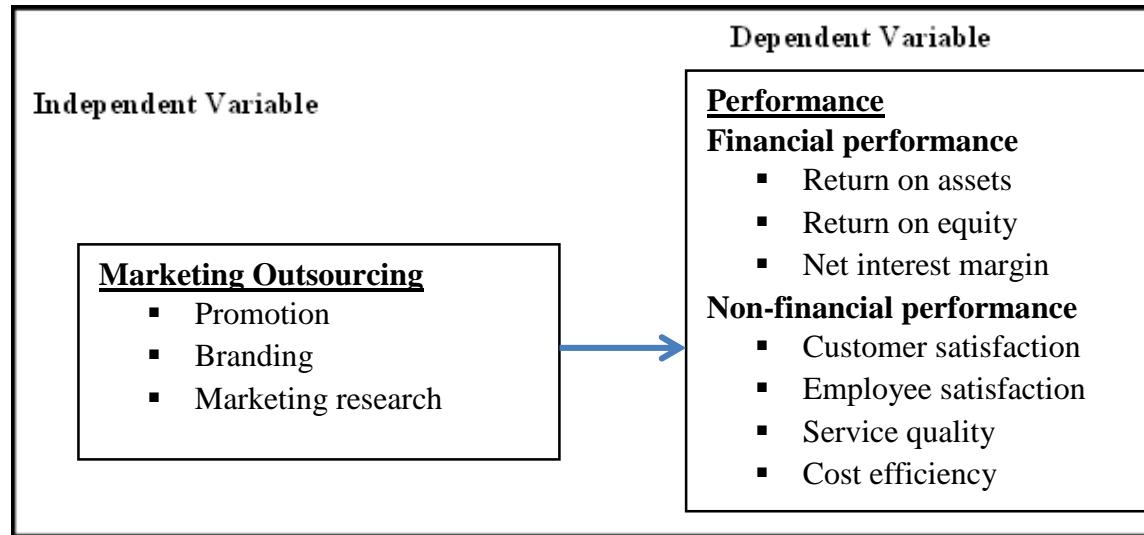 Independent Variable
Marketing Outsourcing
▪ Promotion
▪ Branding
▪ Marketing research
Dependent Variable
Performance
Financial performance
▪ Return on assets
▪ Return on equity
▪ Net interest margin
Non-financial performance
▪ Customer satisfaction
▪ Employee satisfaction
▪ Service quality
▪ Cost efficiency